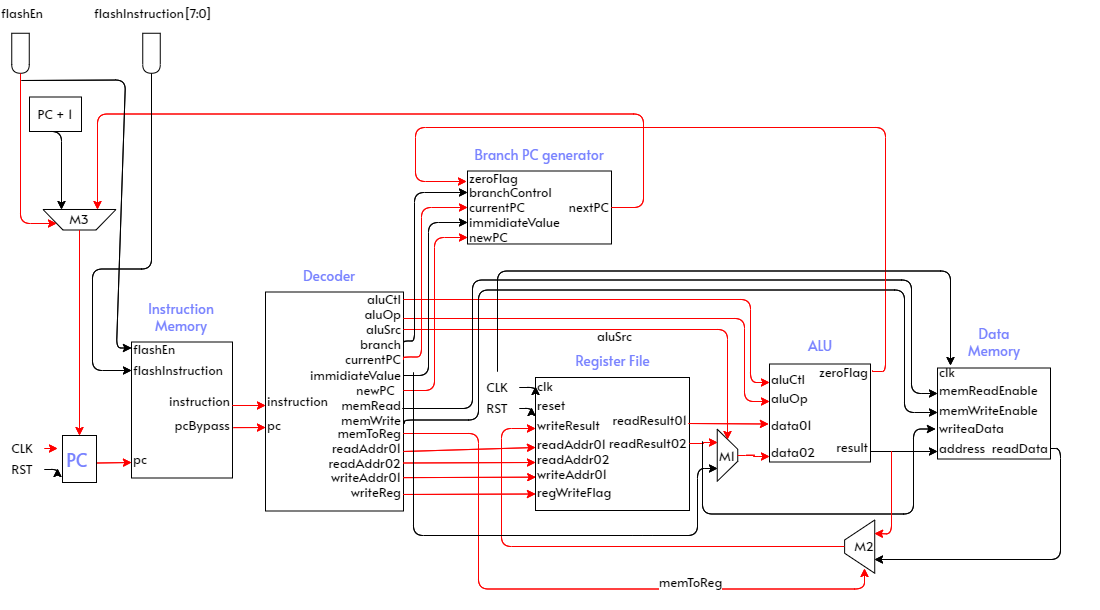 flashEn
flashInstruction [7:0]
PC + 1
M3
Branch PC generator
zeroFlag
branchControl
currentPC
nextPC
immidiateValue
newPC
Decoder
aluCtl
aluOp
aluSrc
branch
currentPC
immidiateValue
newPC
memRead
memWrite
memToReg
readAddr01
readAddr02
writeAddr01
writeReg
instruction
pc
Instruction
Memory
flashEn
flashInstruction
instruction
pcBypass
pc
CLK
RST
PC
aluSrc
Register File
CLK
RST
clk
reset
writeResult
readAddr01
readAddr02
writeAddr01
regWriteFlag
readResult01
readResult02
M1
ALU
zeroFlag
aluCtl
aluOp
data01
result
data02
Data
Memory
clk
memReadEnable
memWriteEnable
writeaData
address readData
M2
memToReg